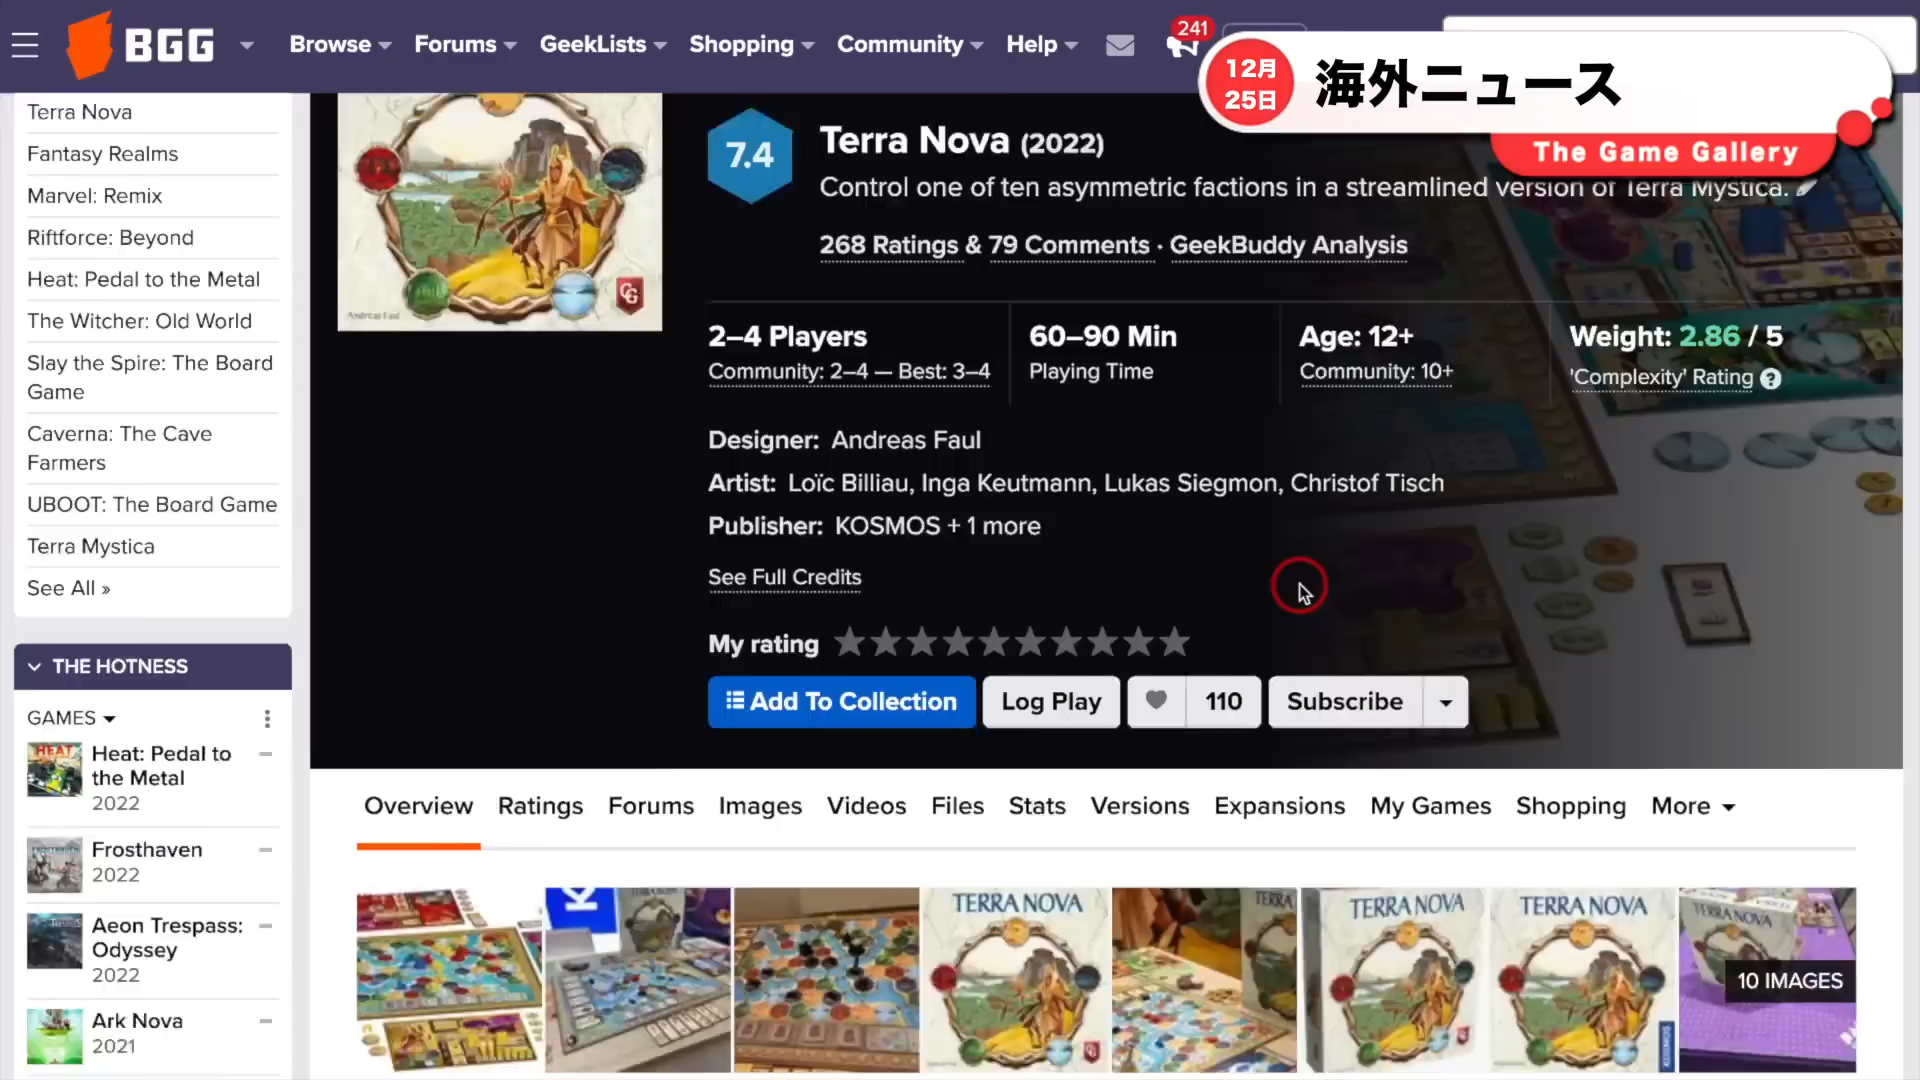 BGG
Browse
Forums
GeekLists
Shopping
Community
Help
241
12月
25日
海外ニュース
The Game Gallery
Terra Nova
Fantasy Realms
Marvel: Remix
Riftforce: Beyond
Heat: Pedal to the Metal
The Witcher: Old World
Slay the Spire: The Board
Game
Caverna: The Cave
Farmers
UBOOT: The Board Game
Terra Mystica
See All »
THE HOTNESS
GAMES
HEAT
Heat: Pedal to
the Metal
2022
Frosthaven
2022
Aeon Trespass:
Odyssey
2022
Ark Nova
2021
Andreas Faul
CG
7.4
Terra Nova (2022)
Control one of ten asymmetric factions in a streamlined version of Terra Mystica.
268 Ratings & 79 Comments · GeekBuddy Analysis
2–4 Players
Community: 2–4 — Best: 3–4
60–90 Min
Playing Time
Age: 12+
Community: 10+
Weight: 2.86 / 5
'Complexity' Rating ?
Designer: Andreas Faul
Artist: Loïc Billiau, Inga Keutmann, Lukas Siegmon, Christof Tisch
Publisher: KOSMOS + 1 more
See Full Credits
My rating
Add To Collection
Log Play
110
Subscribe
Overview
Ratings
Forums
Images
Videos
Files
Stats
Versions
Expansions
My Games
Shopping
More
TERRA NOVA
TERRA NOVA
TERRA NOVA
TERRA NOVA
10 IMAGES